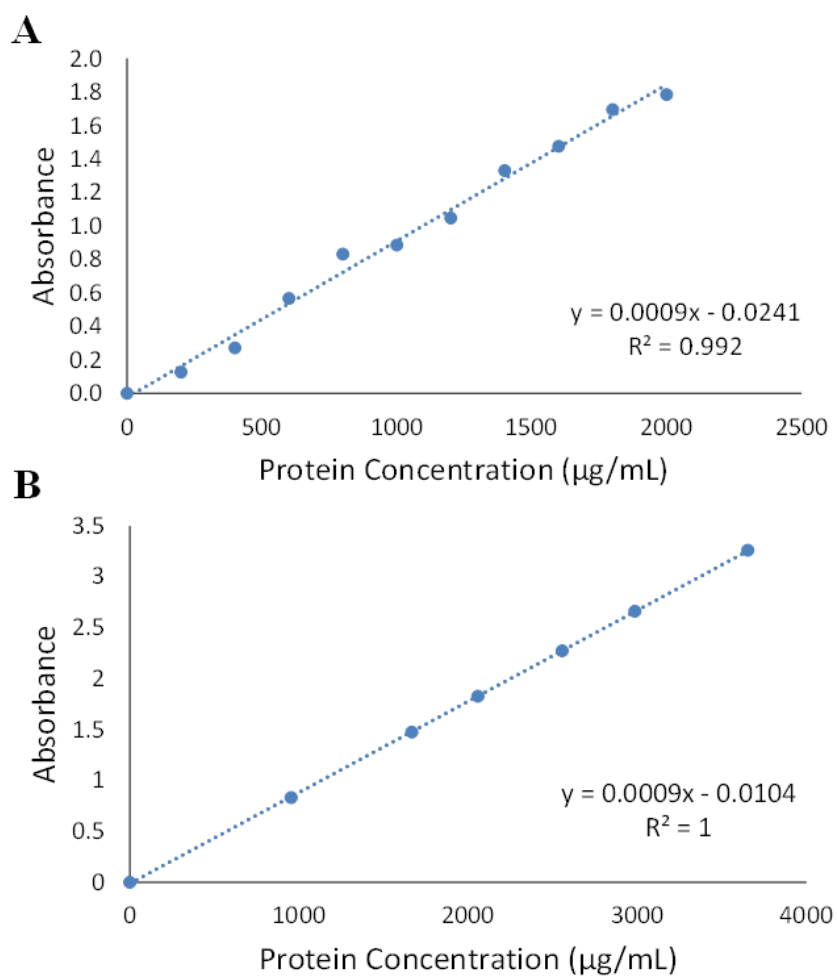 A
2.0
1.8
1.6
1.4
1.2
1.0
0.8
0.6
0.4
0.2
0.0
Absorbance
y = 0.0009x - 0.0241
R² = 0.992
0 500 1000 1500 2000 2500
Protein Concentration (µg/mL)
B
3.5
3
2.5
2
1.5
1
0.5
0
Absorbance
y = 0.0009x - 0.0104
R² = 1
0 1000 2000 3000 4000
Protein Concentration (µg/mL)